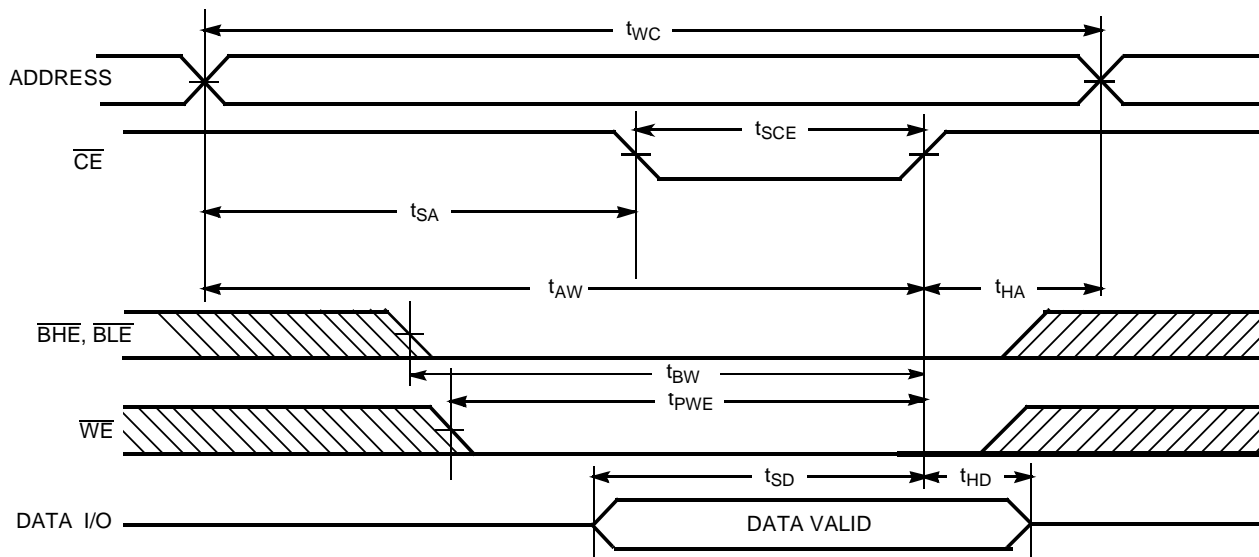 tWC
ADDRESS
tSCE
CE
tSA
tAW
tHA
BHE, BLE
tBW
tPWE
WE
tSD
tHD
DATA I/O
DATA VALID